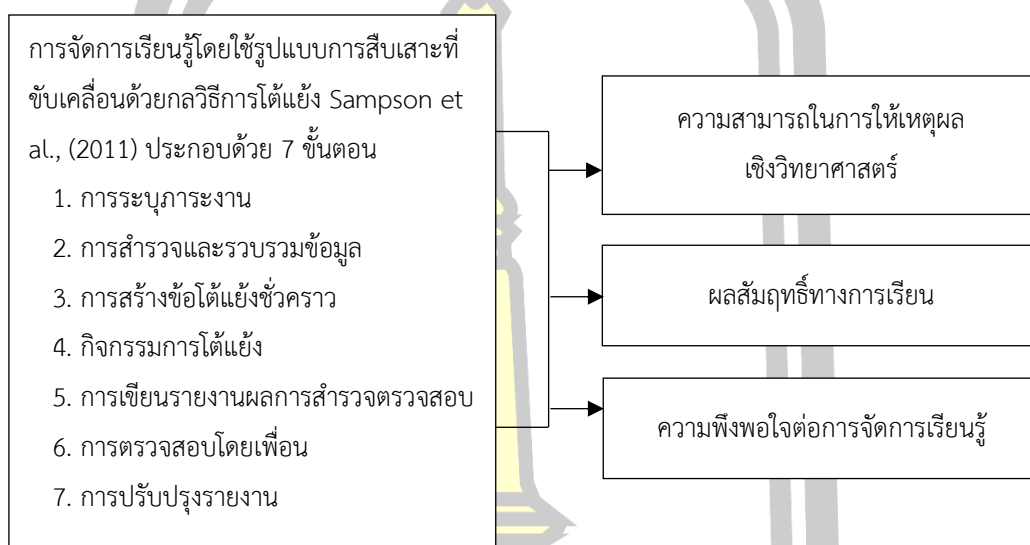 การจัดการเรียนรู้โดยใช้รูปแบบการสืบเสาะที่
ขับเคลื่อนด้วยกลวิธีการโต้แย้ง Sampson et
al., (2011) ประกอบด้วย 7 ขั้นตอน
1. การระบุภาระงาน
2. การสำรวจและรวบรวมข้อมูล
3. การสร้างข้อโต้แย้งชั่วคราว
4. กิจกรรมการโต้แย้ง
5. การเขียนรายงานผลการสำรวจตรวจสอบ
6. การตรวจสอบโดยเพื่อน
7. การปรับปรุงรายงาน
ความสามารถในการให้เหตุผล
เชิงวิทยาศาสตร์
ผลสัมฤทธิ์ทางการเรียน
ความพึงพอใจต่อการจัดการเรียนรู้